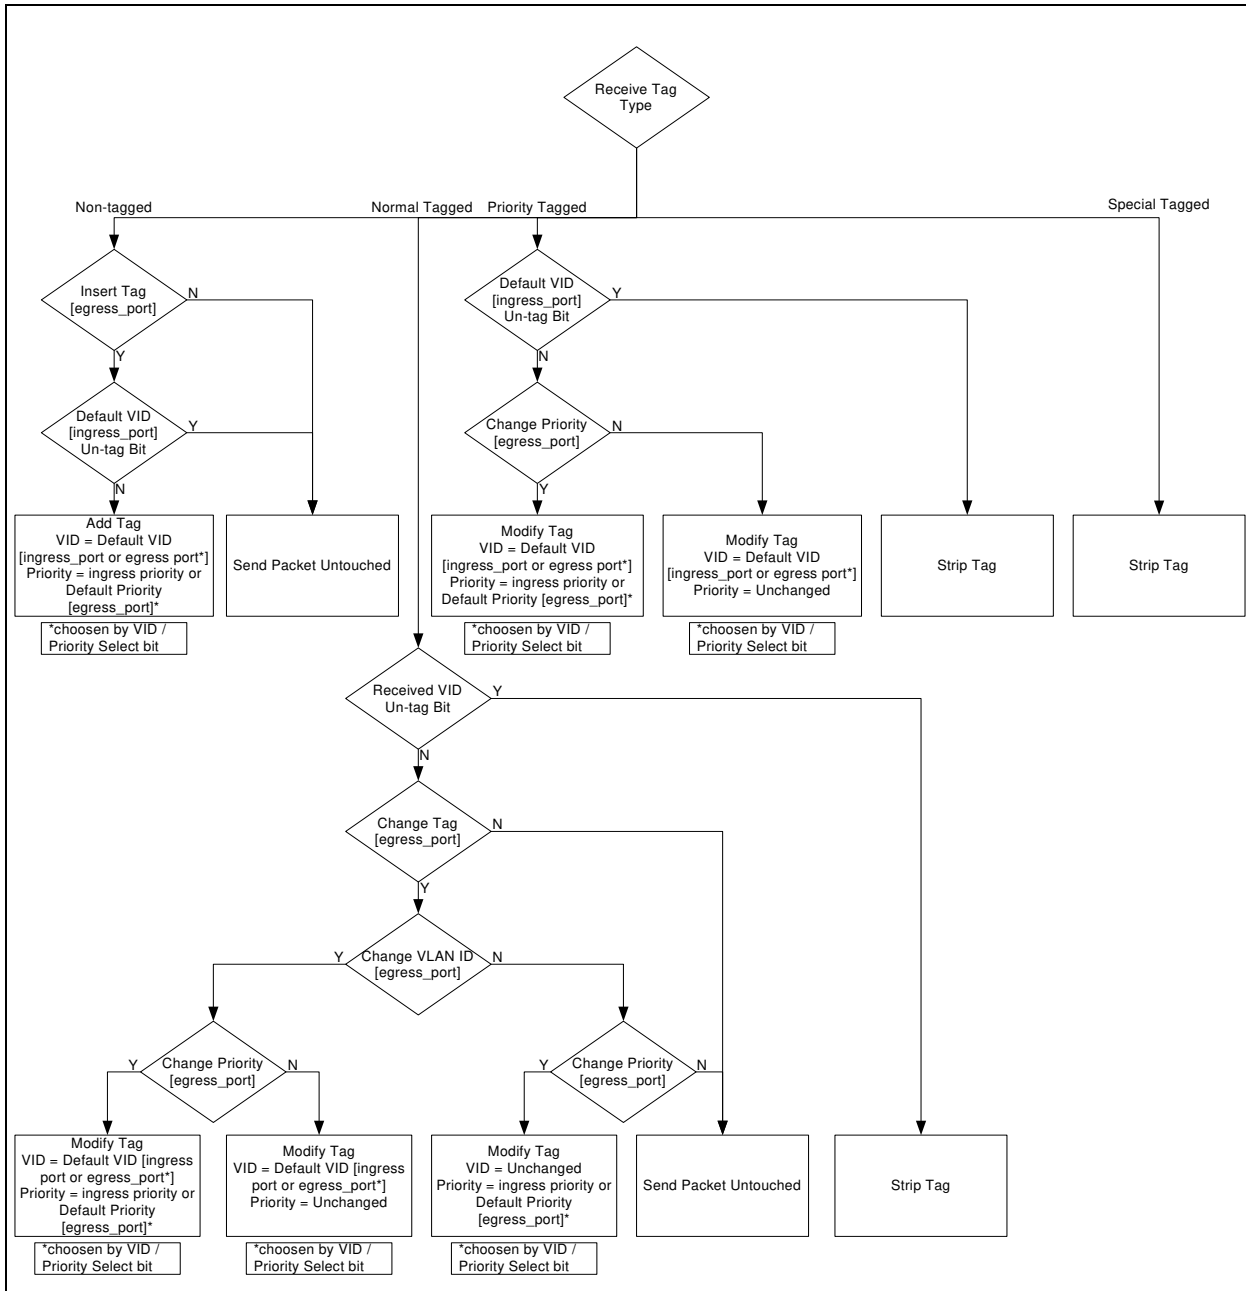 Receive Tag
Type
Non-tagged
Normal Tagged
Priority Tagged
Special Tagged
Insert Tag
[egress_port]
N
Y
Default VID
[ingress_port]
Un-tag Bit
Y
N
Default VID
[ingress_port]
Un-tag Bit
Y
N
Change Priority
[egress_port]
N
Y
Add Tag
VID = Default VID
[ingress_port or egress port*]
Priority = ingress priority or
Default Priority
[egress_port]*
*choosen by VID /
Priority Select bit
Send Packet Untouched
Modify Tag
VID = Default VID
[ingress_port or egress port*]
Priority = ingress priority or
Default Priority [egress_port]*
*choosen by VID /
Priority Select bit
Modify Tag
VID = Default VID
[ingress_port or egress port*]
Priority = Unchanged
*choosen by VID /
Priority Select bit
Strip Tag
Strip Tag
Received VID
Un-tag Bit
Y
N
Change Tag
[egress_port]
N
Y
Change VLAN ID
[egress_port]
Y
N
Change Priority
[egress_port]
Y
N
Change Priority
[egress_port]
Y
N
Modify Tag
VID = Default VID [ingress
port or egress_port*]
Priority = ingress priority or
Default Priority
[egress_port]*
*choosen by VID /
Priority Select bit
Modify Tag
VID = Default VID [ingress
port or egress_port*]
Priority = Unchanged
*choosen by VID /
Priority Select bit
Modify Tag
VID = Unchanged
Priority = ingress priority or
Default Priority
[egress_port]*
*choosen by VID /
Priority Select bit
Send Packet Untouched
Strip Tag